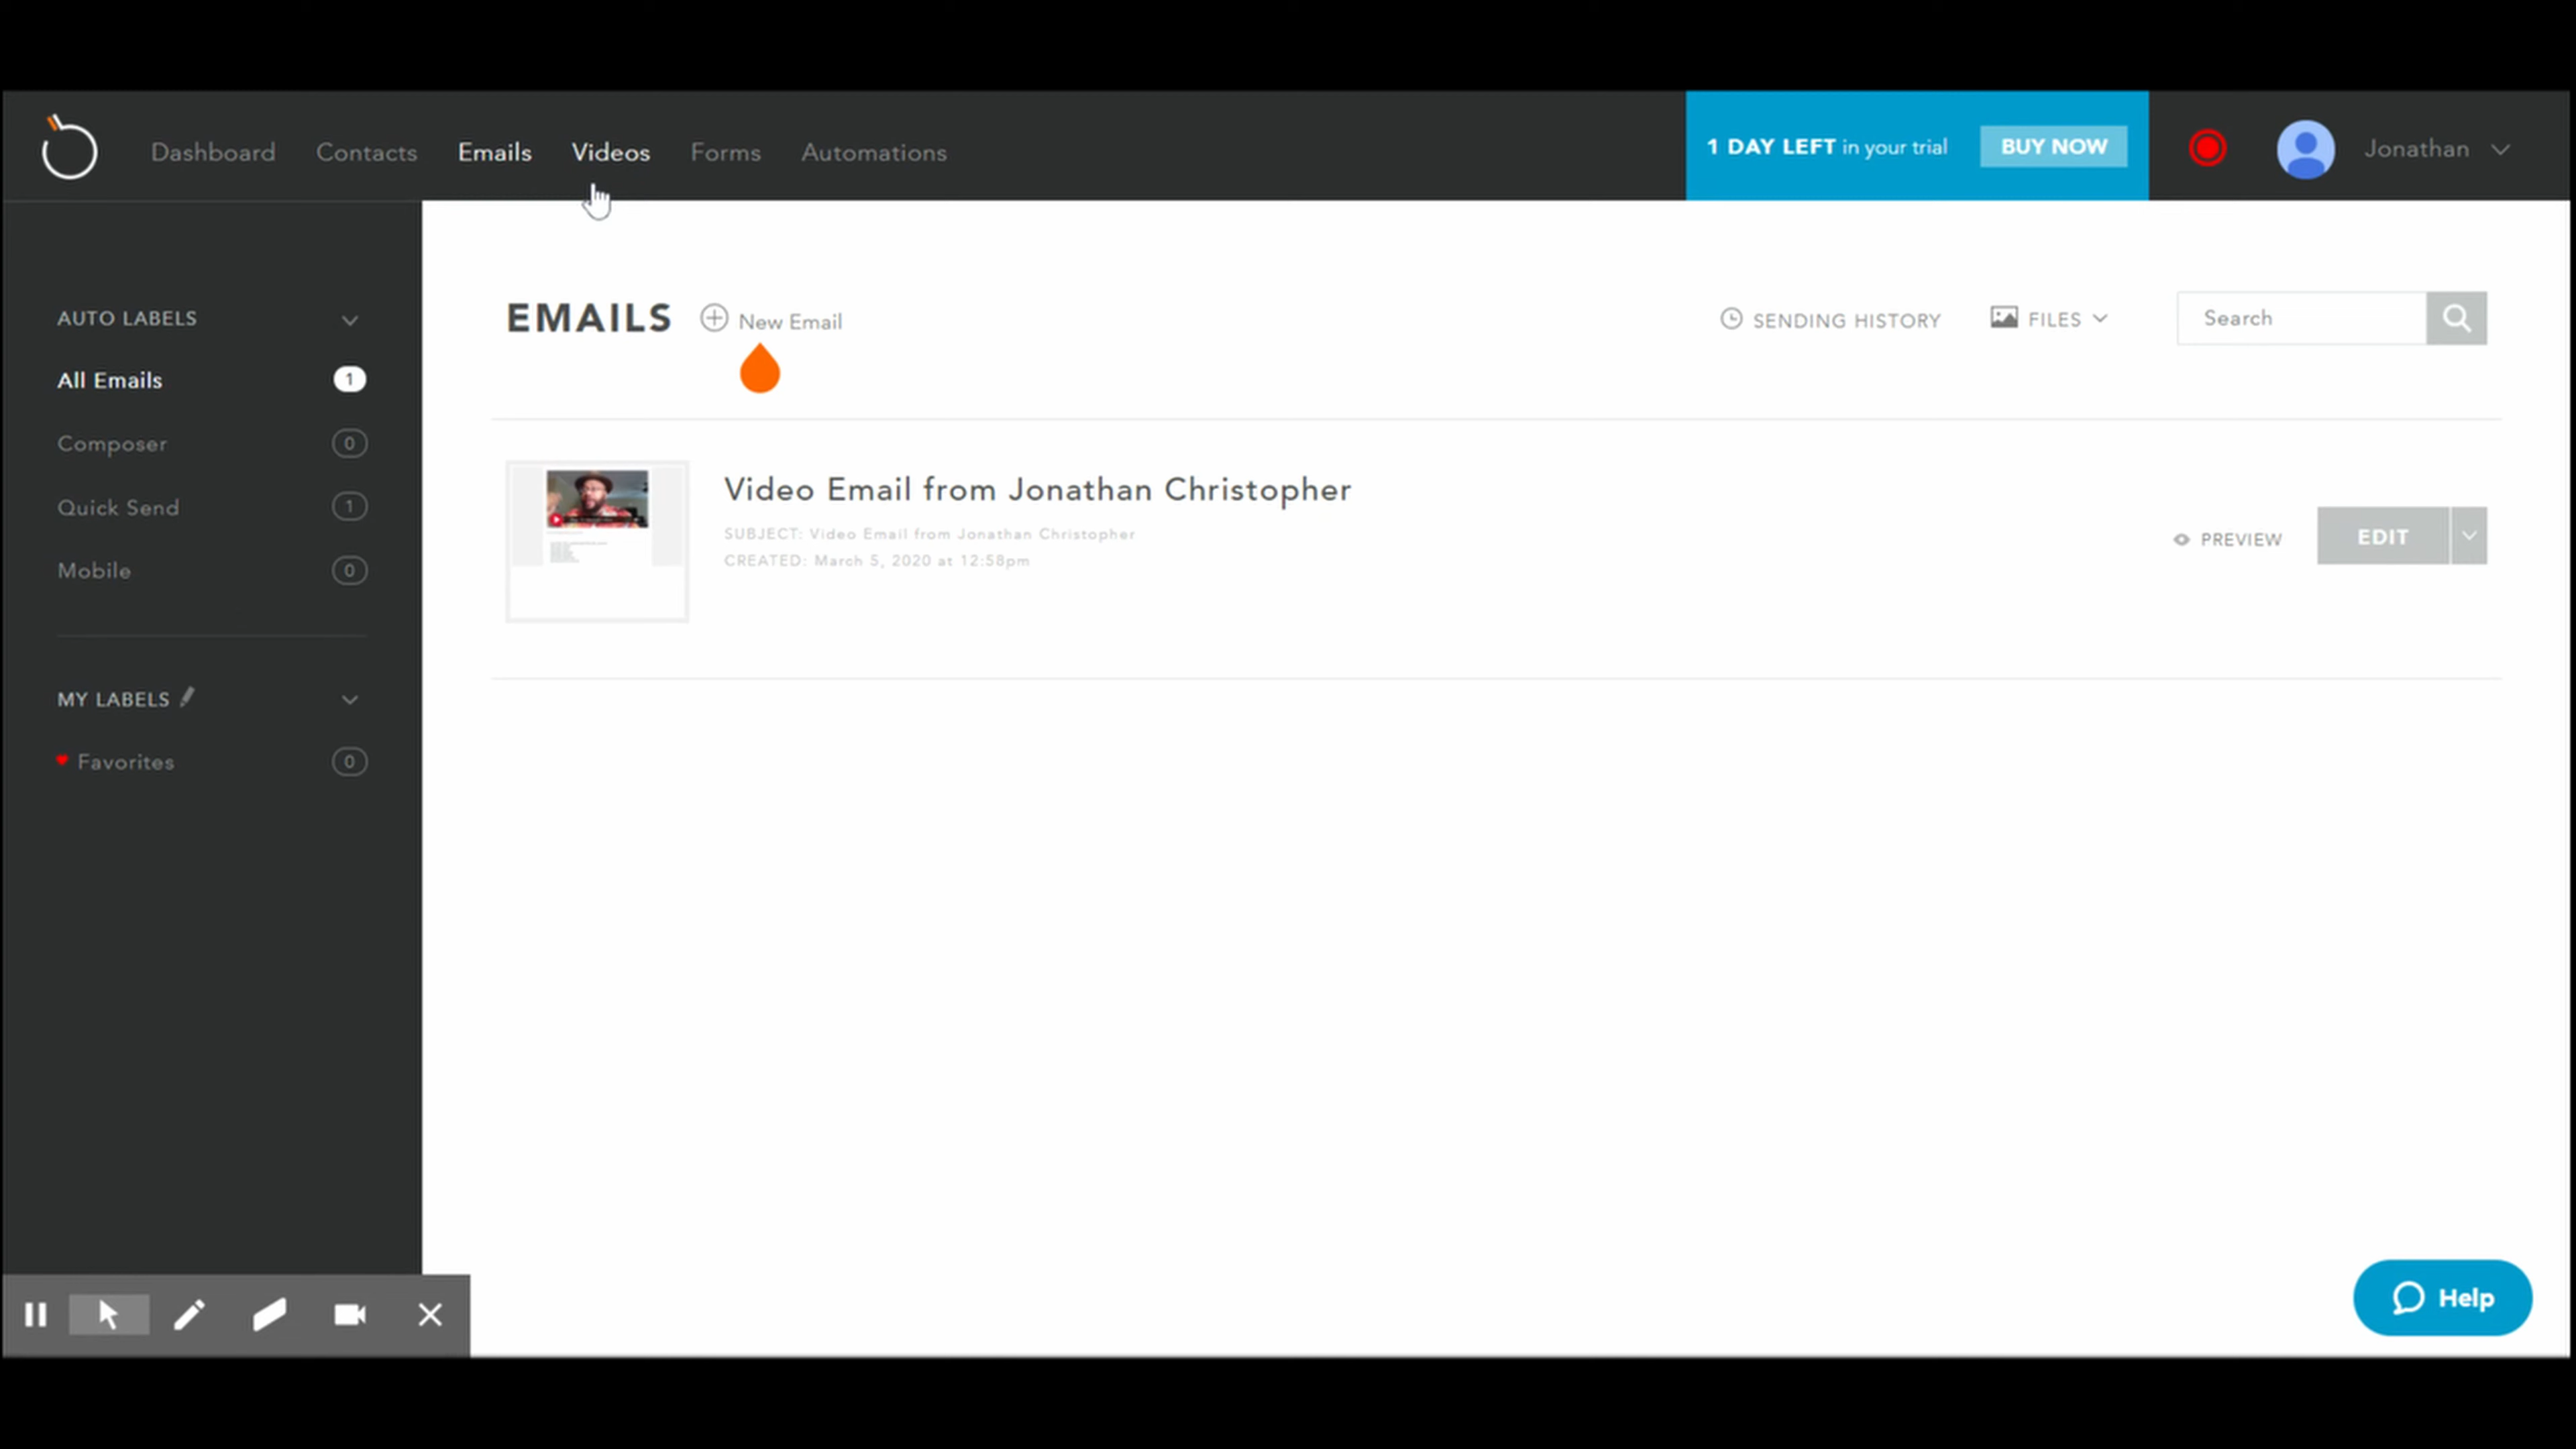 Dashboard Contacts Emails Videos Forms Automations
1 DAY LEFT in your trial BUY NOW
Jonathan
AUTO LABELS
All Emails 1
Composer 0
Quick Send 1
Mobile 0
MY LABELS
Favorites 0
EMAILS New Email
SENDING HISTORY FILES Search
Video Email from Jonathan Christopher
SUBJECT: Video Email from Jonathan Christopher
CREATED: March 5, 2020 at 12:58pm
PREVIEW EDIT
Help